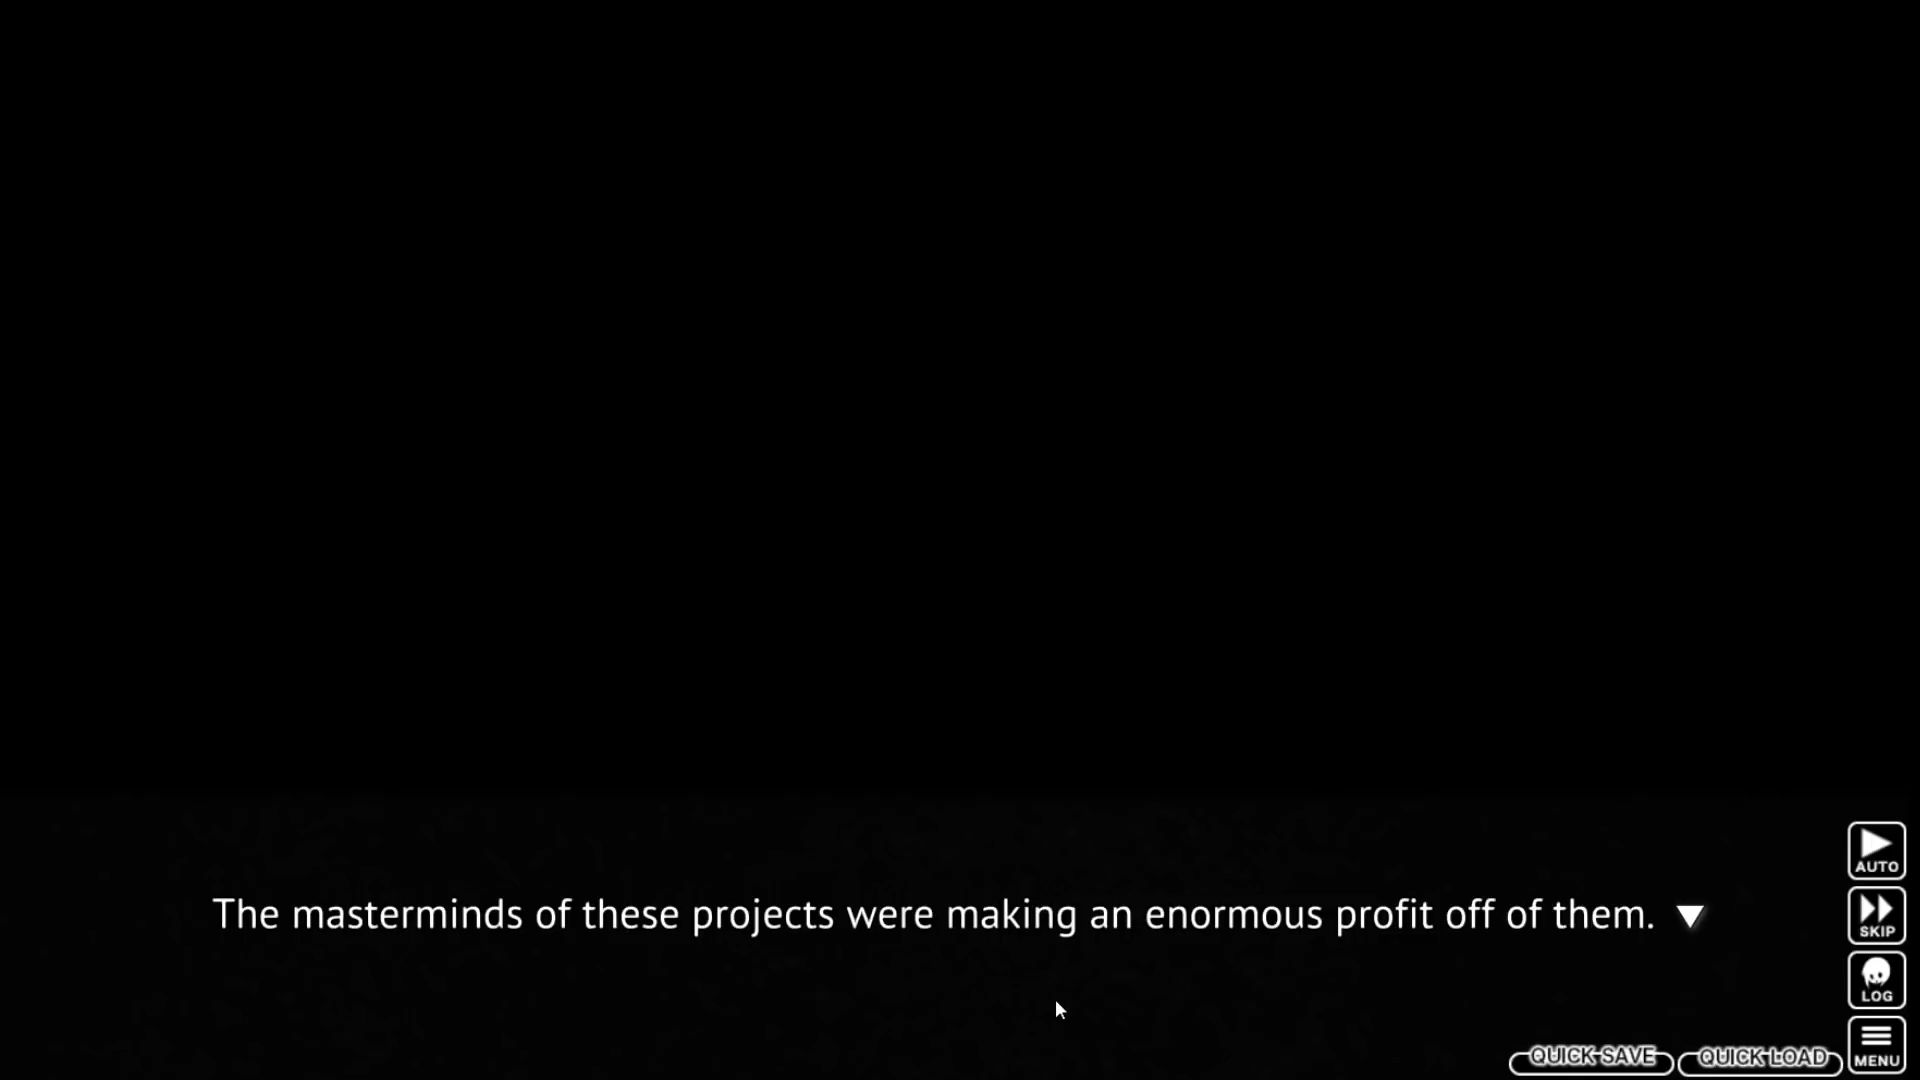 The masterminds of these projects were making an enormous profit off of them.
AUTO
SKIP
LOG
MENU
QUICK SAVE
QUICK LOAD